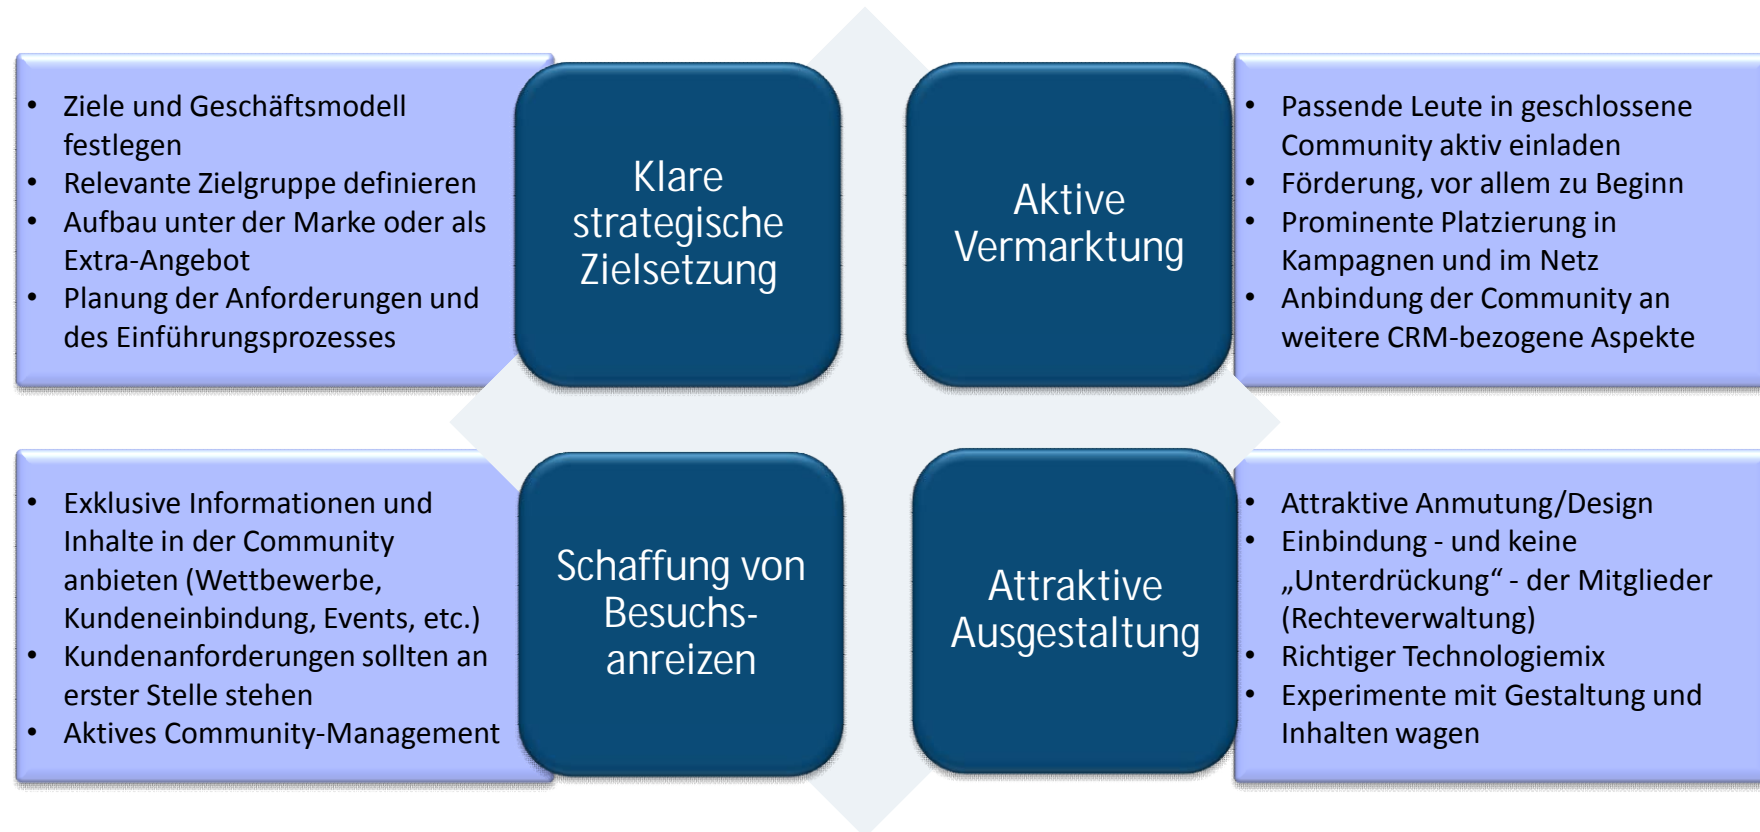 • Ziele und Geschäftsmodell
festlegen
• Relevante Zielgruppe definieren
• Aufbau unter der Marke oder als
Extra-Angebot
• Planung der Anforderungen und
des Einführungsprozesses
Klare
strategische
Zielsetzung
Aktive
Vermarktung
• Passende Leute in geschlossene
Community aktiv einladen
• Förderung, vor allem zu Beginn
• Prominente Platzierung in
Kampagnen und im Netz
• Anbindung der Community an
weitere CRM-bezogene Aspekte
• Exklusive Informationen und
Inhalte in der Community
anbieten (Wettbewerbe,
Kundeneinbindung, Events, etc.)
• Kundenanforderungen sollten an
erster Stelle stehen
• Aktives Community-Management
Schaffung von
Besuchs-
anreizen
Attraktive
Ausgestaltung
• Attraktive Anmutung/Design
• Einbindung - und keine
„Unterdrückung“ - der Mitglieder
(Rechteverwaltung)
• Richtiger Technologiemix
• Experimente mit Gestaltung und
Inhalten wagen